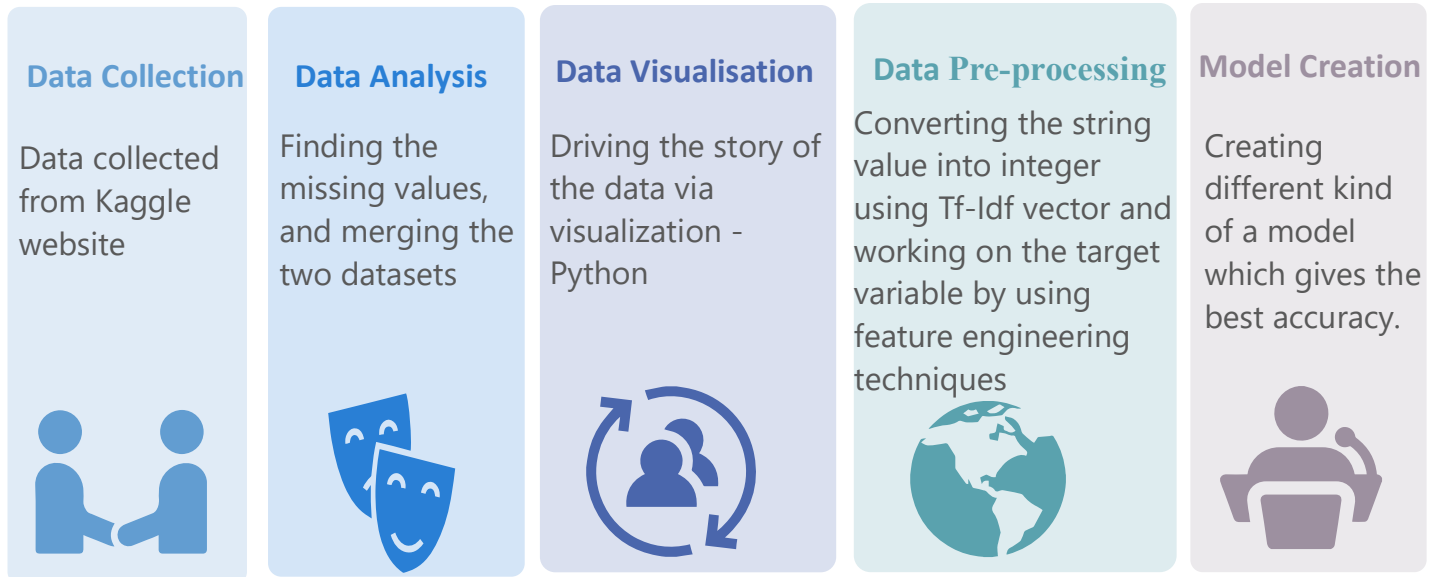 Data Collection
Data collected
from Kaggle
website
Data Analysis
Finding the
missing values,
and merging the
two datasets
Data Visualisation
Driving the story of
the data via
visualization -
Python
Data Pre-processing
Converting the string
value into integer
using Tf-Idf vector and
working on the target
variable by using
feature engineering
techniques
Model Creation
Creating
different kind
of a model
which gives the
best accuracy.